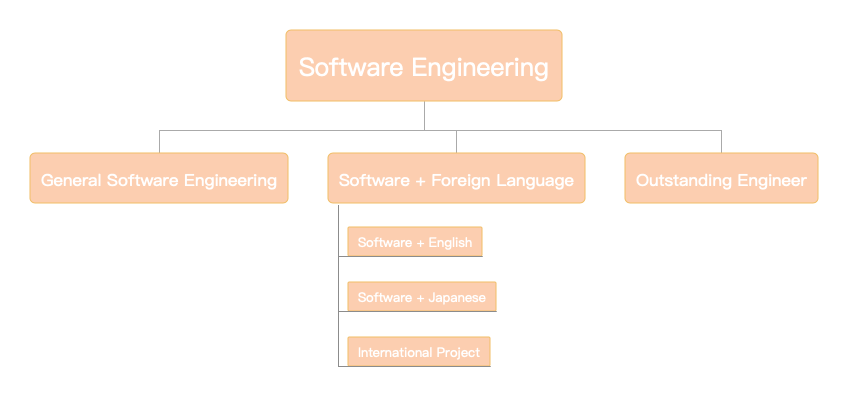 Software Engineering
General Software Engineering
Software + Foreign Language
Outstanding Engineer
Software + English
Software + Japanese
International Project